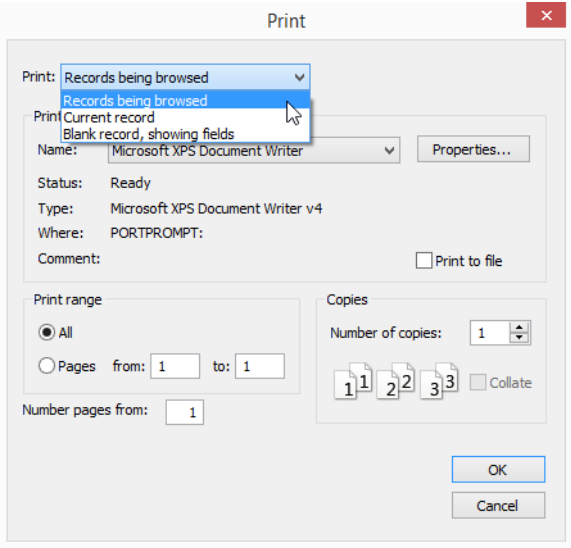 Print
Print: Records being browsed
Records being browsed
Current record
Blank record, showing fields
Print
Name: Microsoft XPS Document Writer Properties...
Status: Ready
Type: Microsoft XPS Document Writer v4
Where: PORTPROMPT:
Comment: Print to file
Print range
All
Pages from: 1 to: 1
Number pages from: 1
Copies
Number of copies: 1
1 1 2 2 3 3 Collate
OK
Cancel